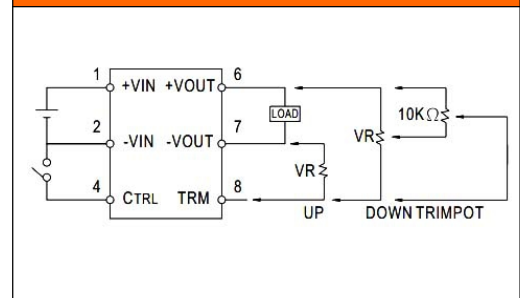 1 +VIN +VOUT 6
LOAD
10KΩ
2 -VIN -VOUT 7
VR
VR
4 CTRL TRM 8
UP DOWN TRIMPOT